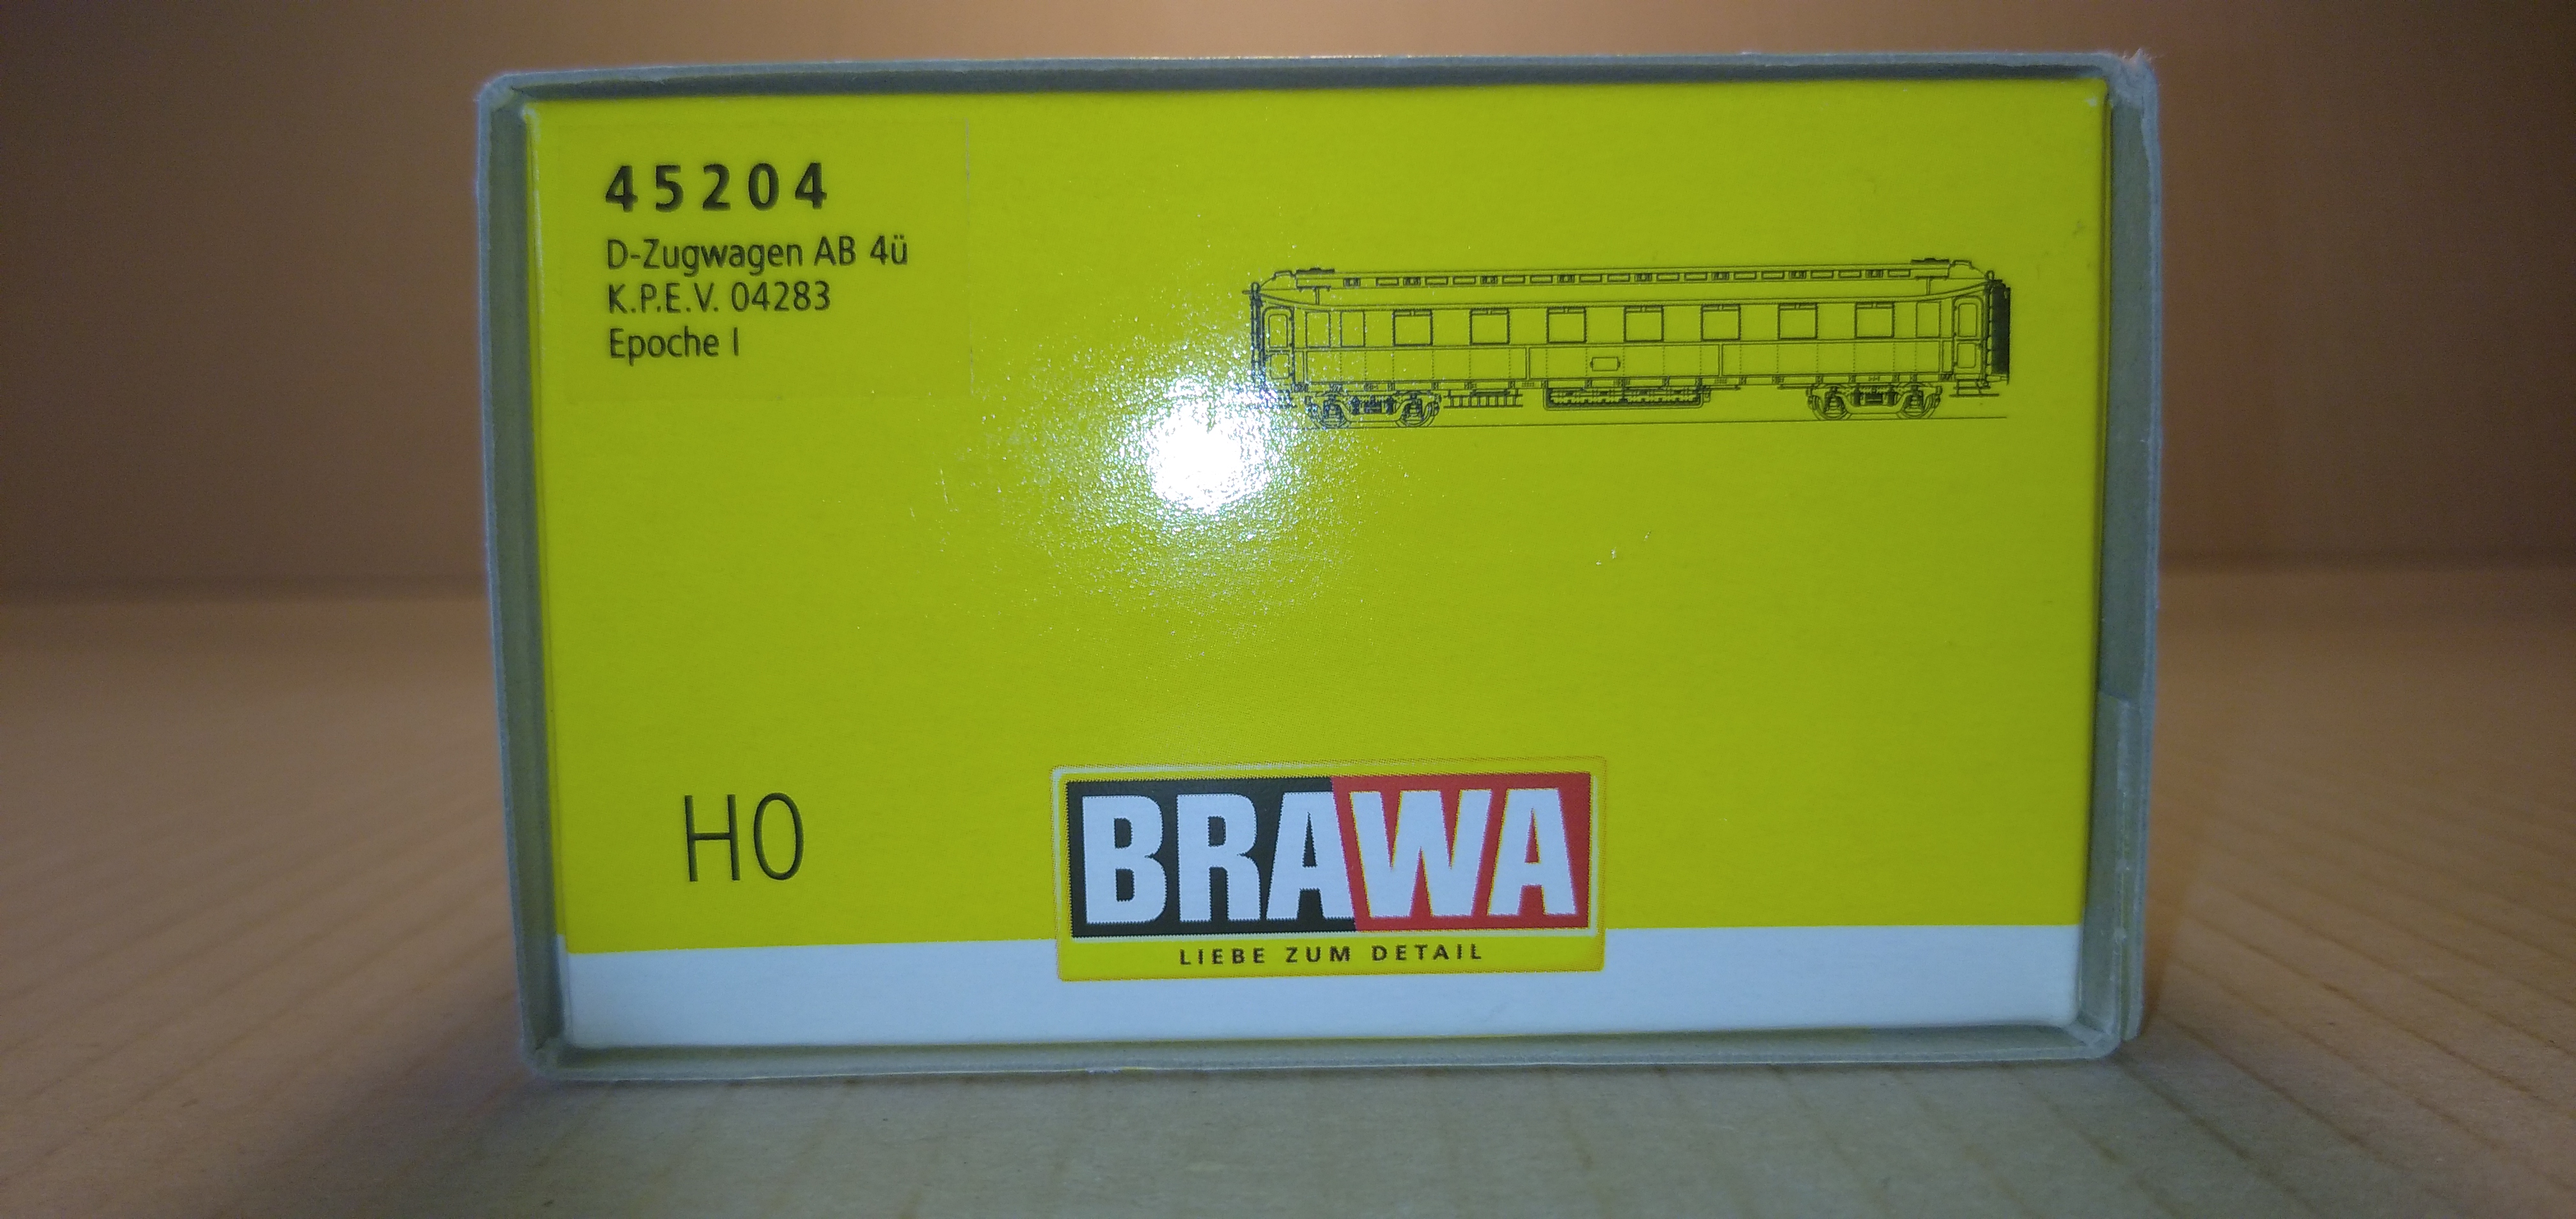 45204
D-Zugwagen AB 4ü
K.P.E.V. 04283
Epoche I
H0
BRAWA
LIEBE ZUM DETAIL